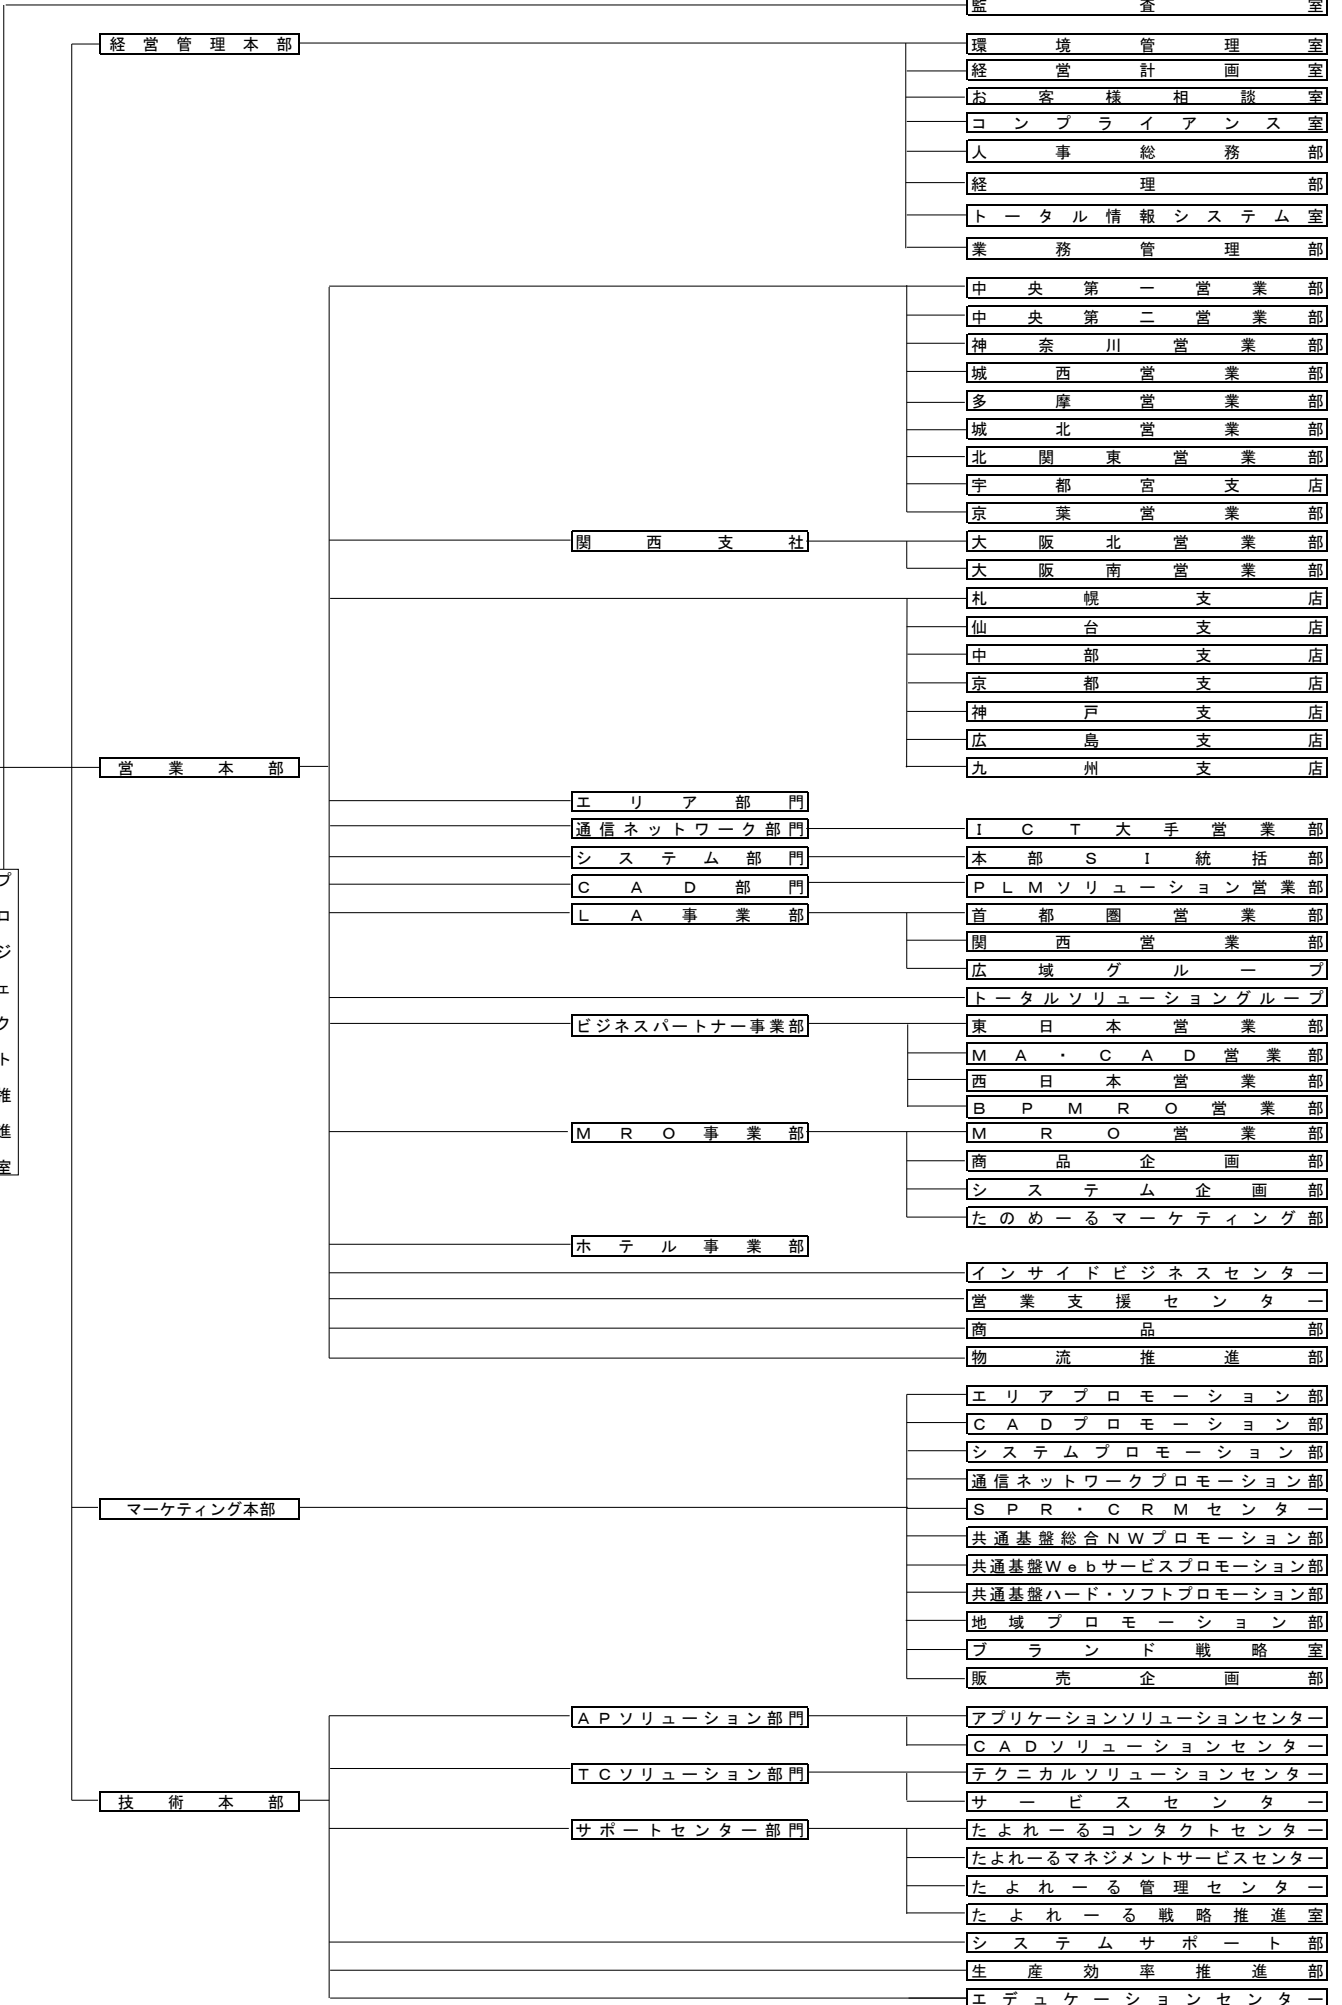 監査室
経営管理本部
環境管理室
経営計画室
お客様相談室
コンプライアンス室
人事総務部
経理部
トータル情報システム室
業務管理部
中央第一営業部
中央第二営業部
神奈川営業部
城西営業部
多摩営業部
城北営業部
北関東営業部
宇都宮支店
京葉営業部
関西支社
大阪北営業部
大阪南営業部
札幌支店
仙台支店
中部支店
京都支店
神戸支店
広島支店
営業本部
九州支店
エリア部門
通信ネットワーク部門
ICT大手営業部
システム部門
本部SI統括部
プロジェクト推進室
CAD部門
PLMソリューション営業部
LA事業部
首都圏営業部
関西営業部
広域グループ
トータルソリューショングループ
ビジネスパートナー事業部
東日本営業部
MA・CAD営業部
西日本営業部
BPMRO営業部
MRO事業部
MRO営業部
商品企画部
システム企画部
たのめーるマーケティング部
ホテル事業部
インサイドビジネスセンター
営業支援センター
商品部
物流推進部
エリアプロモーション部
CADプロモーション部
システムプロモーション部
通信ネットワークプロモーション部
マーケティング本部
SPR・CRMセンター
共通基盤総合NWプロモーション部
共通基盤Webサービスプロモーション部
共通基盤ハード・ソフトプロモーション部
地域プロモーション部
ブランド戦略室
販売企画部
APソリューション部門
アプリケーションソリューションセンター
CADソリューションセンター
TCソリューション部門
テクニカルソリューションセンター
技術本部
サービスセンター
サポートセンター部門
たよれーるコンタクトセンター
たよれーるマネジメントサービスセンター
たよれーる管理センター
たよれーる戦略推進室
システムサポート部
生産効率推進部
エデュケーションセンター